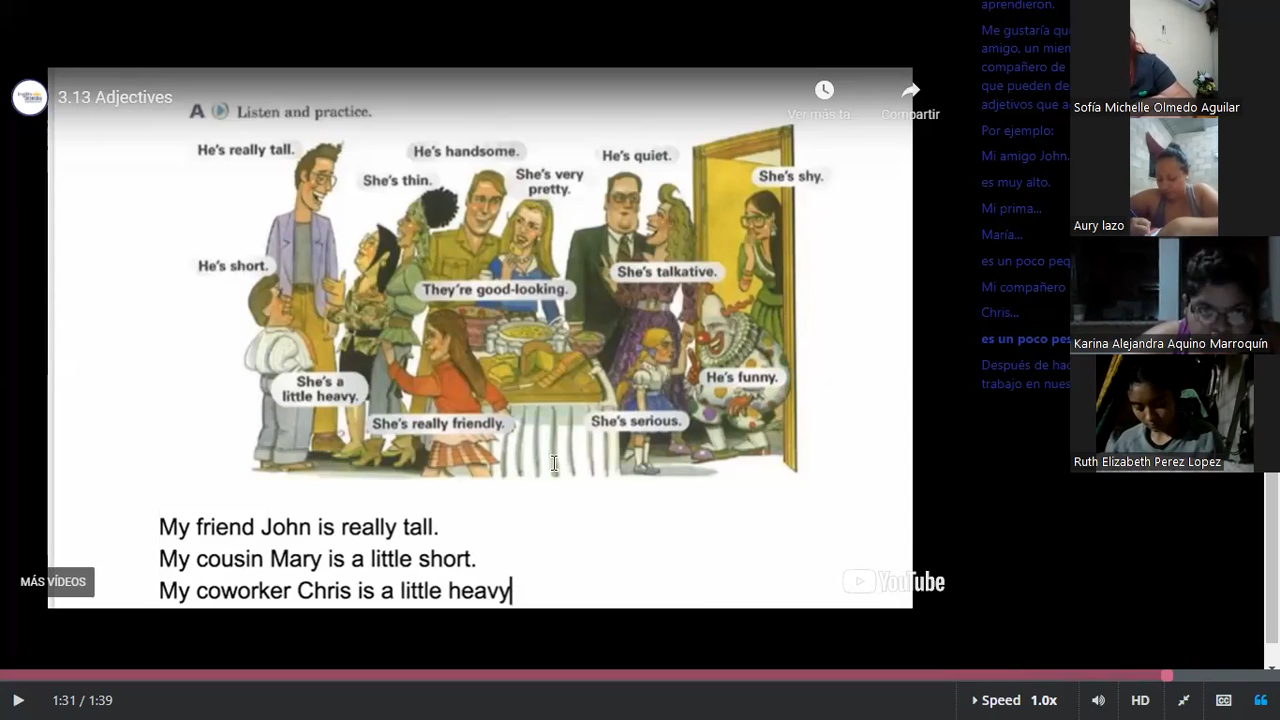 3.13 Adjectives
A Listen and practice.
Ver más ta
Compartir
He's really tall.
He's handsome.
He's quiet.
She's thin.
She's very
pretty.
She's shy.
He's short.
She's talkative.
They're good-looking.
She's a
little heavy.
He's funny.
She's really friendly.
She's serious.
My friend John is really tall.
My cousin Mary is a little short.
My coworker Chris is a little heavy
MÁS VÍDEOS
YouTube
aprendieron.
Me gustaría qu
amigo, un mien
compañero de
que pueden de
adjetivos que a
Por ejemplo:
Mi amigo John.
es muy alto.
Mi prima...
María...
es un poco peq
Mi compañero
Chris...
es un poco pes
Después de hac
trabajo en nues
Sofía Michelle Olmedo Aguilar
Aury lazo
Karina Alejandra Aquino Marroquín
Ruth Elizabeth Perez Lopez
1:31 / 1:39
Speed 1.0x
HD
CC